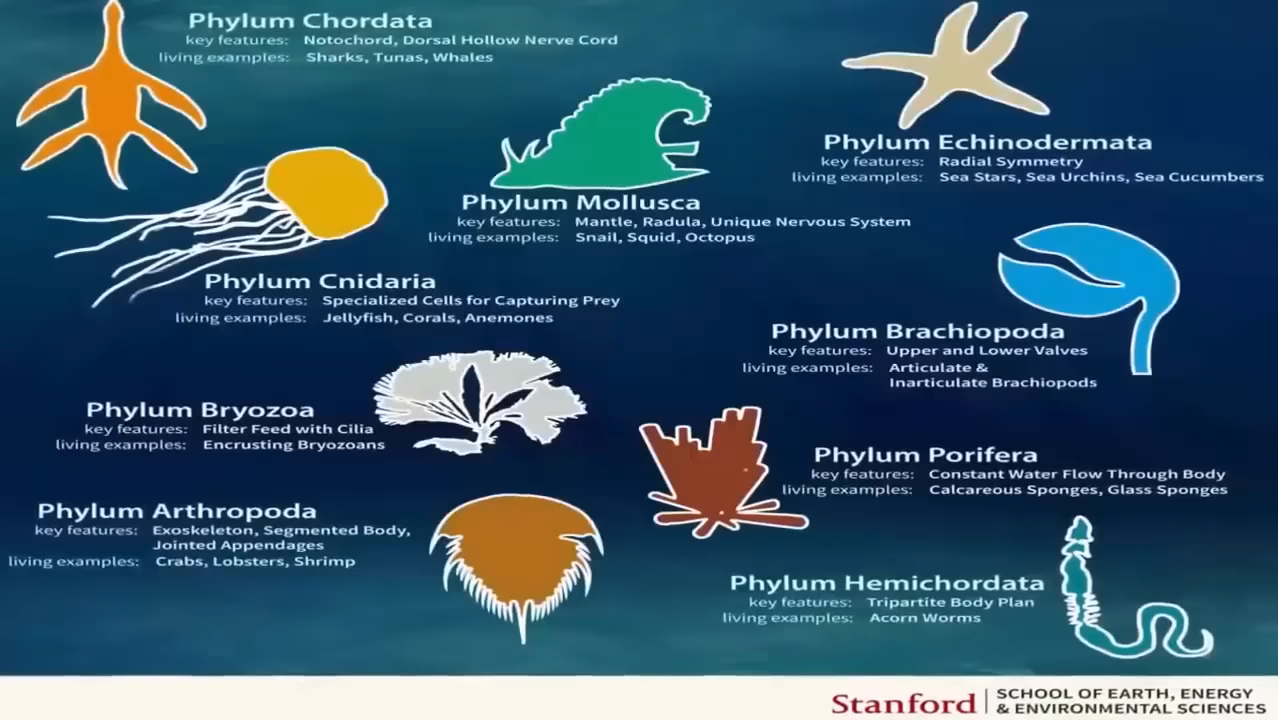 Phylum Chordata
key features: Notochord, Dorsal Hollow Nerve Cord
living examples: Sharks, Tunas, Whales
Phylum Echinodermata
key features: Radial Symmetry
living examples: Sea Stars, Sea Urchins, Sea Cucumbers
Phylum Mollusca
key features: Mantle, Radula, Unique Nervous System
living examples: Snail, Squid, Octopus
Phylum Cnidaria
key features: Specialized Cells for Capturing Prey
living examples: Jellyfish, Corals, Anemones
Phylum Brachiopoda
key features: Upper and Lower Valves
living examples: Articulate &
Inarticulate Brachiopods
Phylum Bryozoa
key features: Filter Feed with Cilia
living examples: Encrusting Bryozoans
Phylum Porifera
key features: Constant Water Flow Through Body
living examples: Calcareous Sponges, Glass Sponges
Phylum Arthropoda
key features: Exoskeleton, Segmented Body,
Jointed Appendages
living examples: Crabs, Lobsters, Shrimp
Phylum Hemichordata
key features: Tripartite Body Plan
living examples: Acorn Worms
Stanford
SCHOOL OF EARTH, ENERGY
& ENVIRONMENTAL SCIENCES